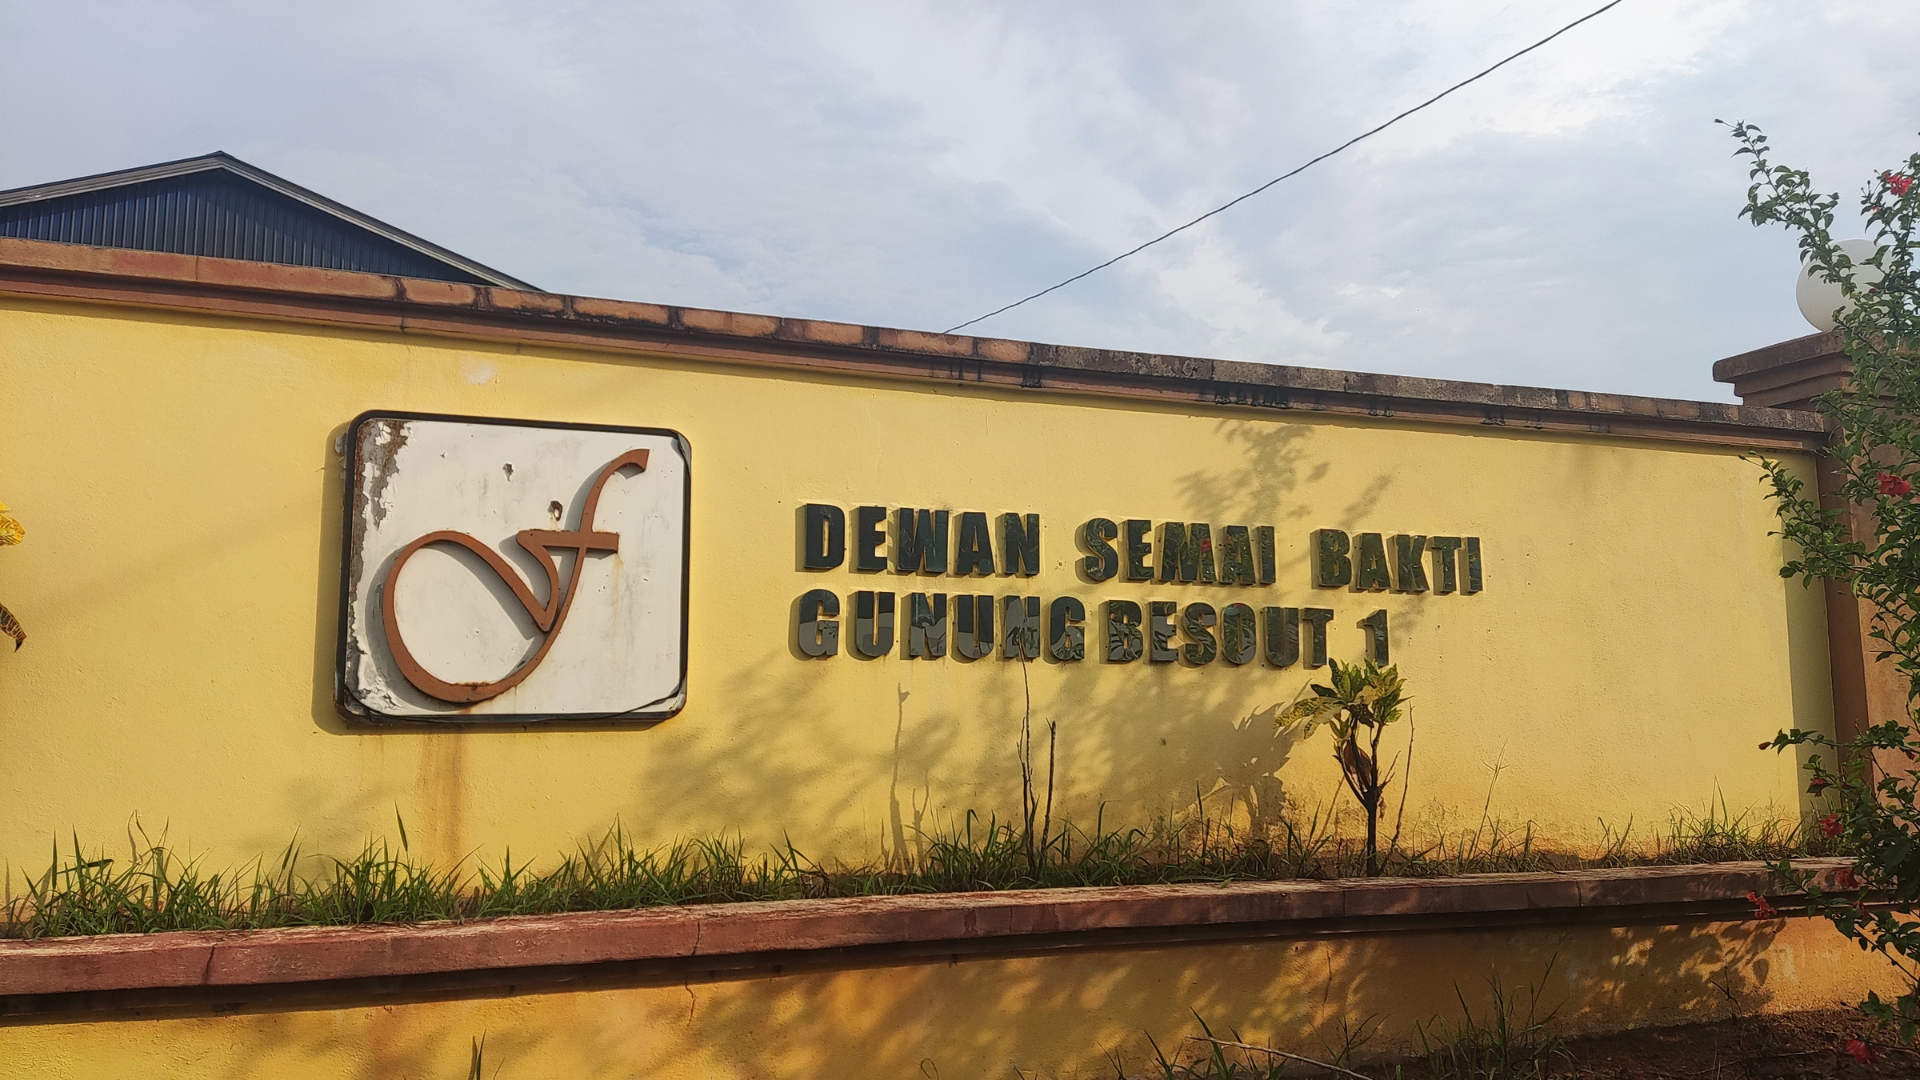 DEWAN SEMAI BAKTI
GUNUNG BESOUT 1